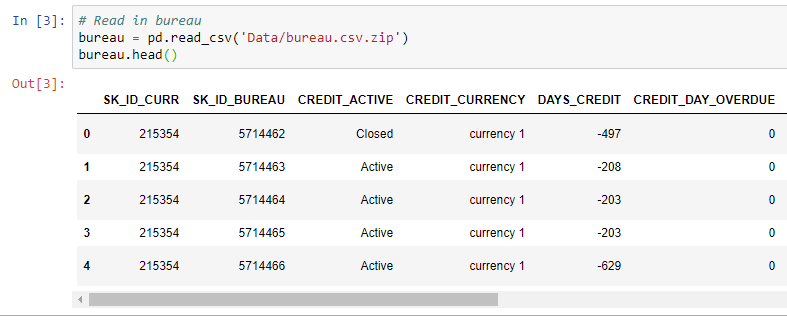 In [3]: # Read in bureau
bureau = pd.read_csv('Data/bureau.csv.zip')
bureau.head()
Out[3]:
SK_ID_CURR SK_ID_BUREAU CREDIT_ACTIVE CREDIT_CURRENCY DAYS_CREDIT CREDIT_DAY_OVERDUE
0 215354 5714462 Closed currency 1 -497 0
1 215354 5714463 Active currency 1 -208 0
2 215354 5714464 Active currency 1 -203 0
3 215354 5714465 Active currency 1 -203 0
4 215354 5714466 Active currency 1 -629 0